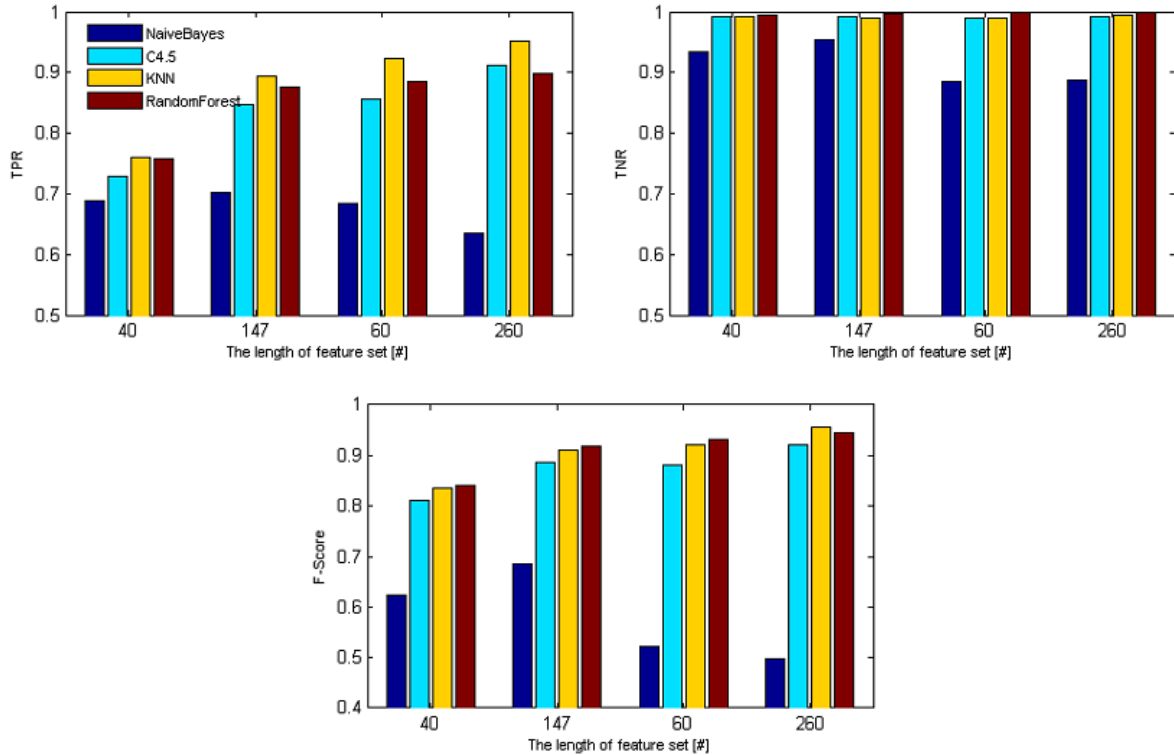 1
0.9
0.8
0.7
0.6
0.5
TPR
NaiveBayes
C4.5
KNN
RandomForest
40 147 60 260
The length of feature set [#]
1
0.9
0.8
0.7
0.6
0.5
TNR
40 147 60 260
The length of feature set [#]
1
0.9
0.8
0.7
0.6
0.5
0.4
F-Score
40 147 60 260
The length of feature set [#]